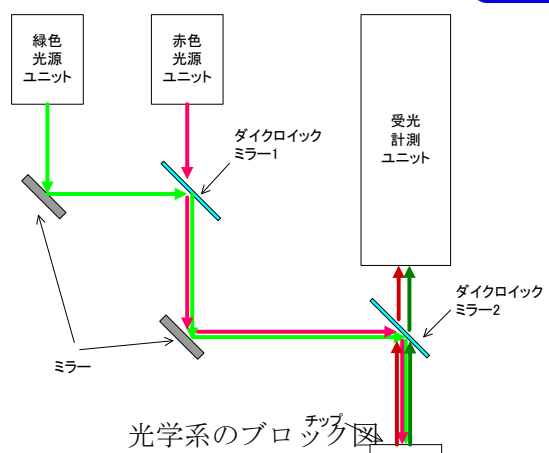 緑色
光源
ユニット
赤色
光源
ユニット
受光
計測
ユニット
ダイクロイック
ミラー1
ダイクロイック
ミラー2
ミラー
チップ
光学系のブロック図